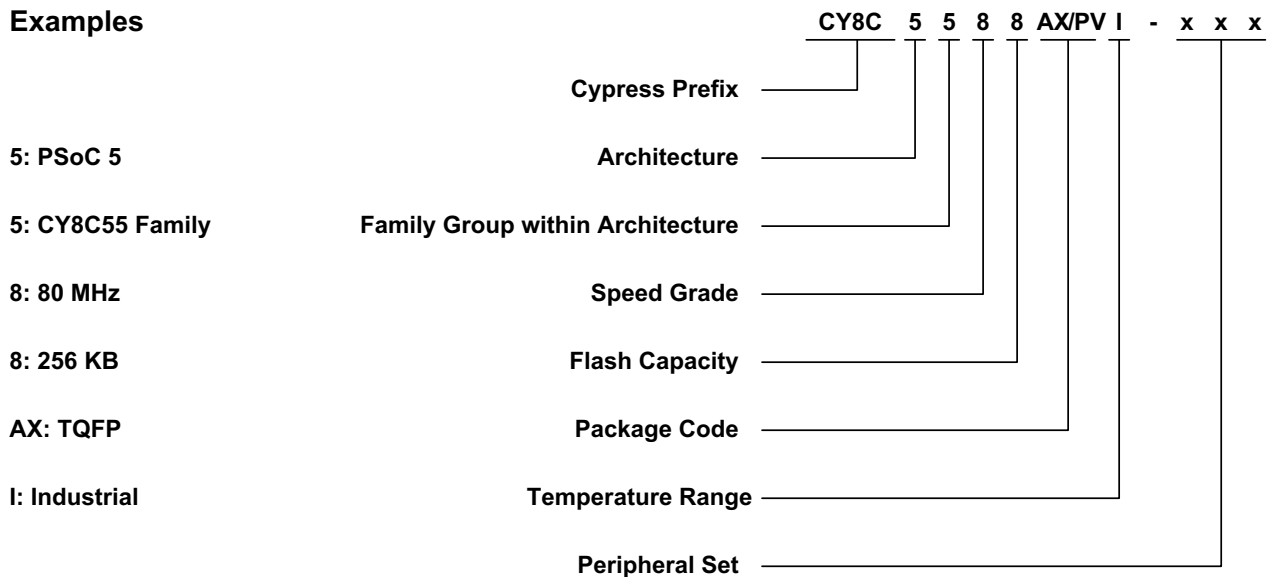 Examples CY8C 5 5 8 8 AX/PV I - x x x
Cypress Prefix
5: PSoC 5 Architecture
5: CY8C55 Family Family Group within Architecture
8: 80 MHz Speed Grade
8: 256 KB Flash Capacity
AX: TQFP Package Code
I: Industrial Temperature Range
Peripheral Set